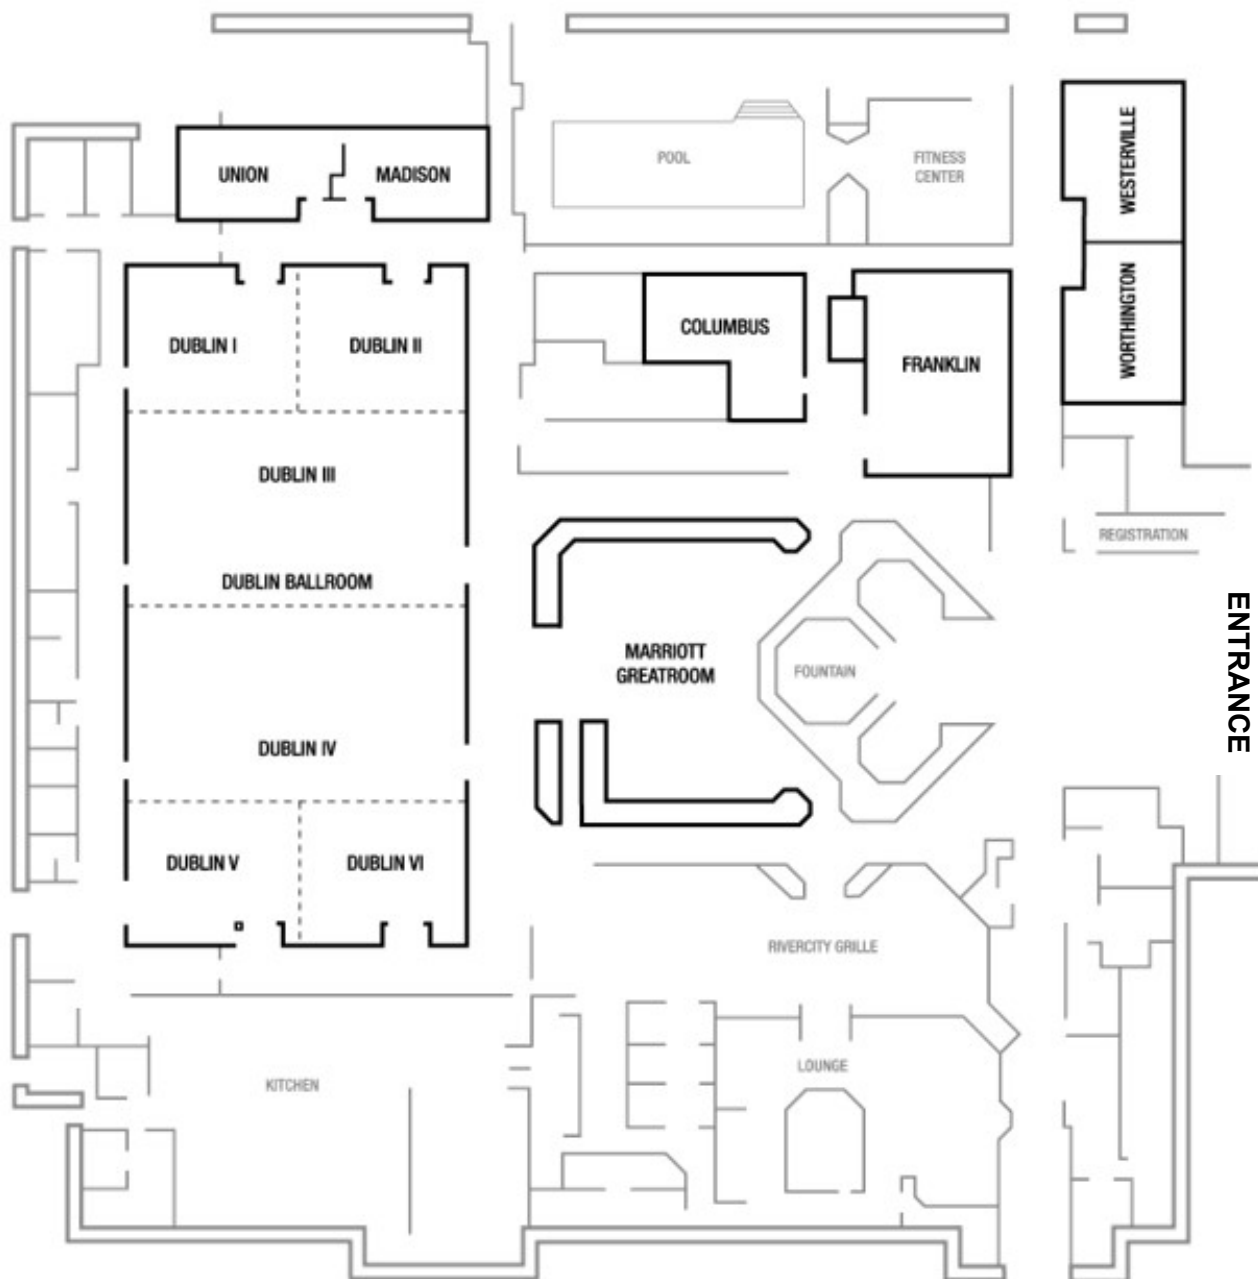 UNION
MADISON
POOL
FITNESS
CENTER
WESTERVILLE
WORTHINGTON
DUBLIN I
DUBLIN II
COLUMBUS
FRANKLIN
DUBLIN III
REGISTRATION
DUBLIN BALLROOM
MARRIOTT
GREATROOM
FOUNTAIN
ENTRANCE
DUBLIN IV
DUBLIN V
DUBLIN VI
RIVERCITY GRILLE
LOUNGE
KITCHEN